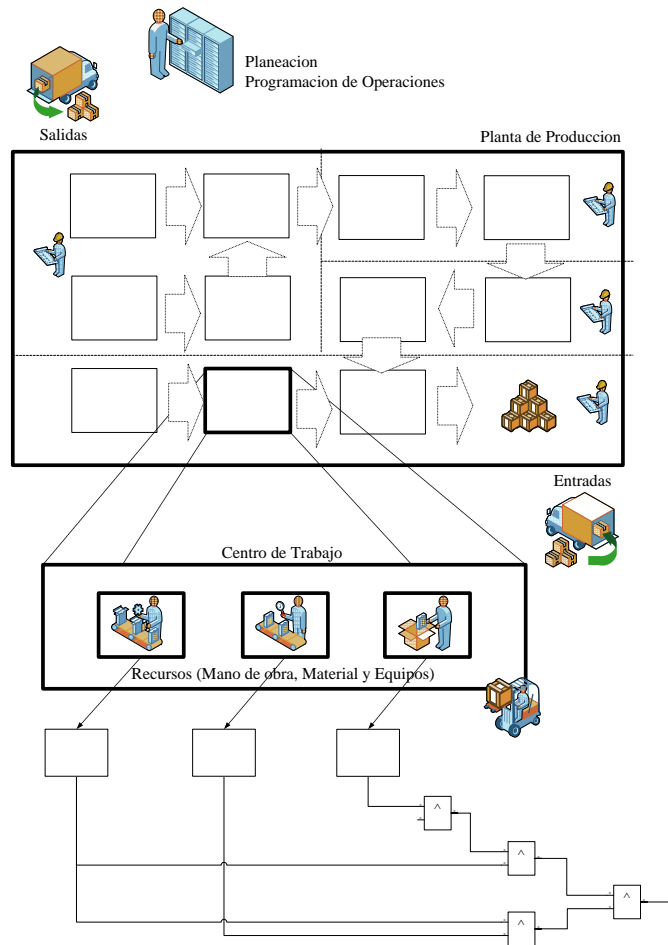 Planeacion
Programacion de Operaciones
Salidas
Planta de Produccion
Entradas
Centro de Trabajo
Recursos (Mano de obra, Material y Equipos)
^
^
^
^